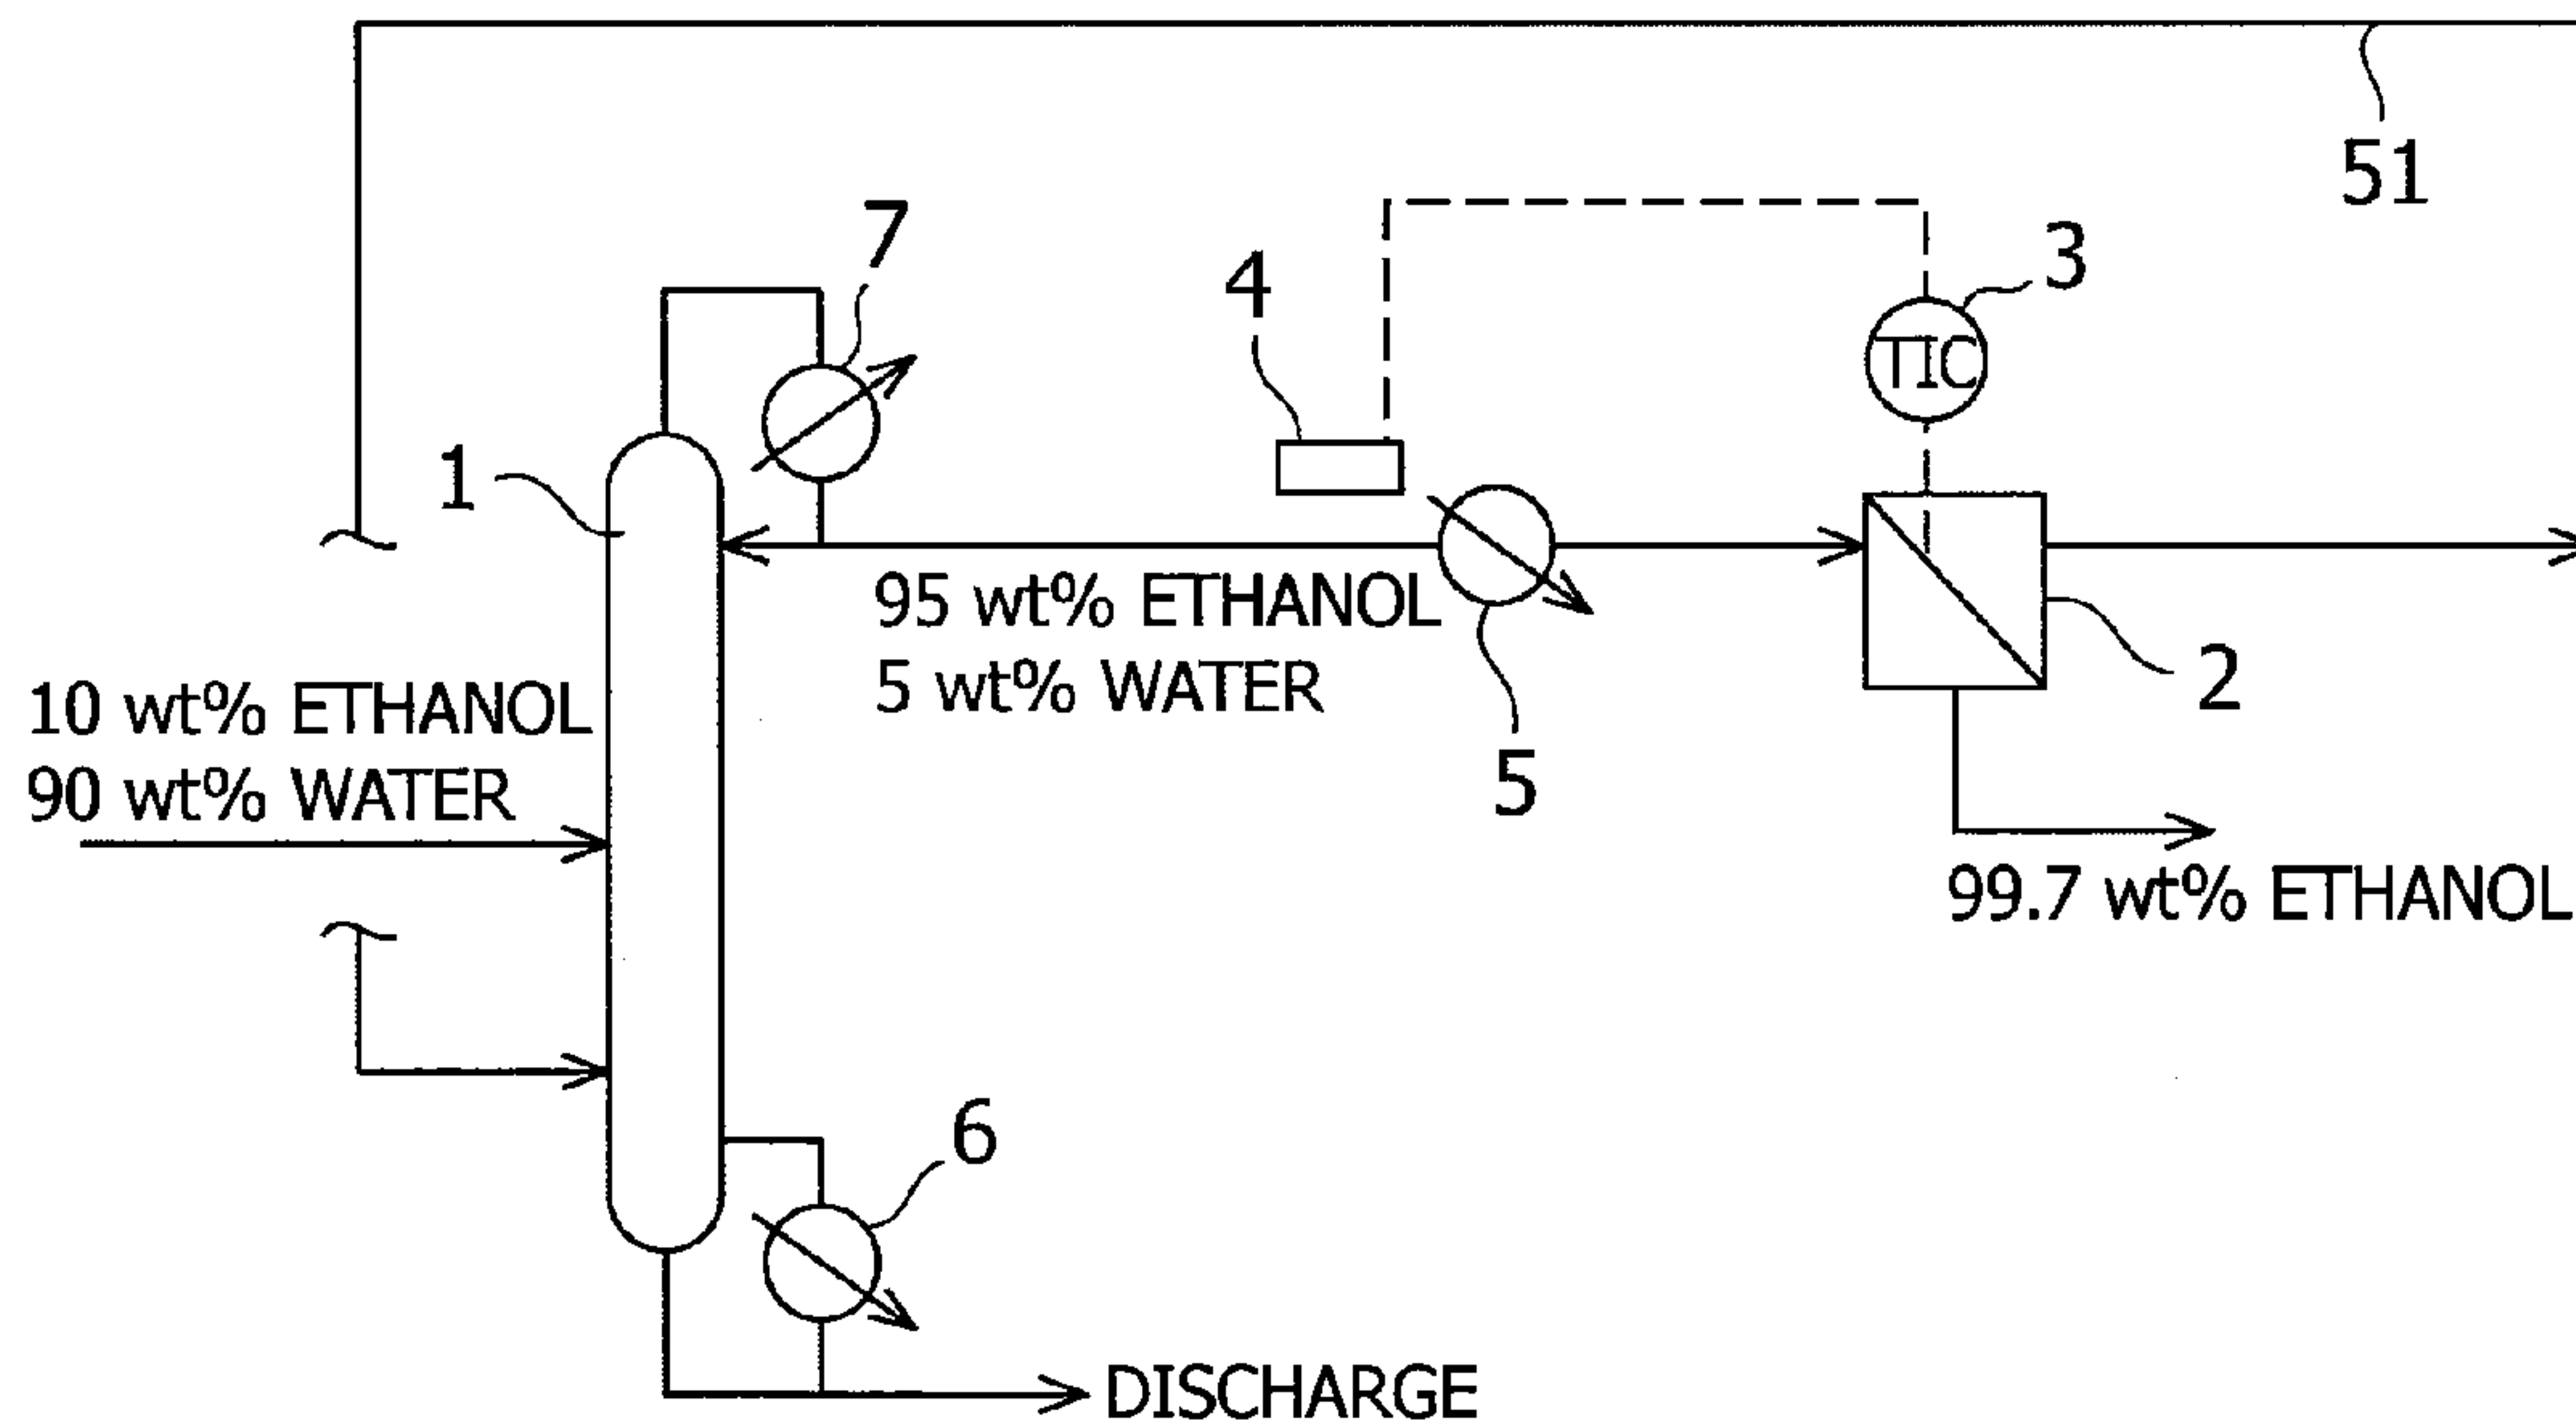 51
7
4
3
TIC
1
95 wt% ETHANOL
5 wt% WATER
2
10 wt% ETHANOL
90 wt% WATER
5
99.7 wt% ETHANOL
6
DISCHARGE